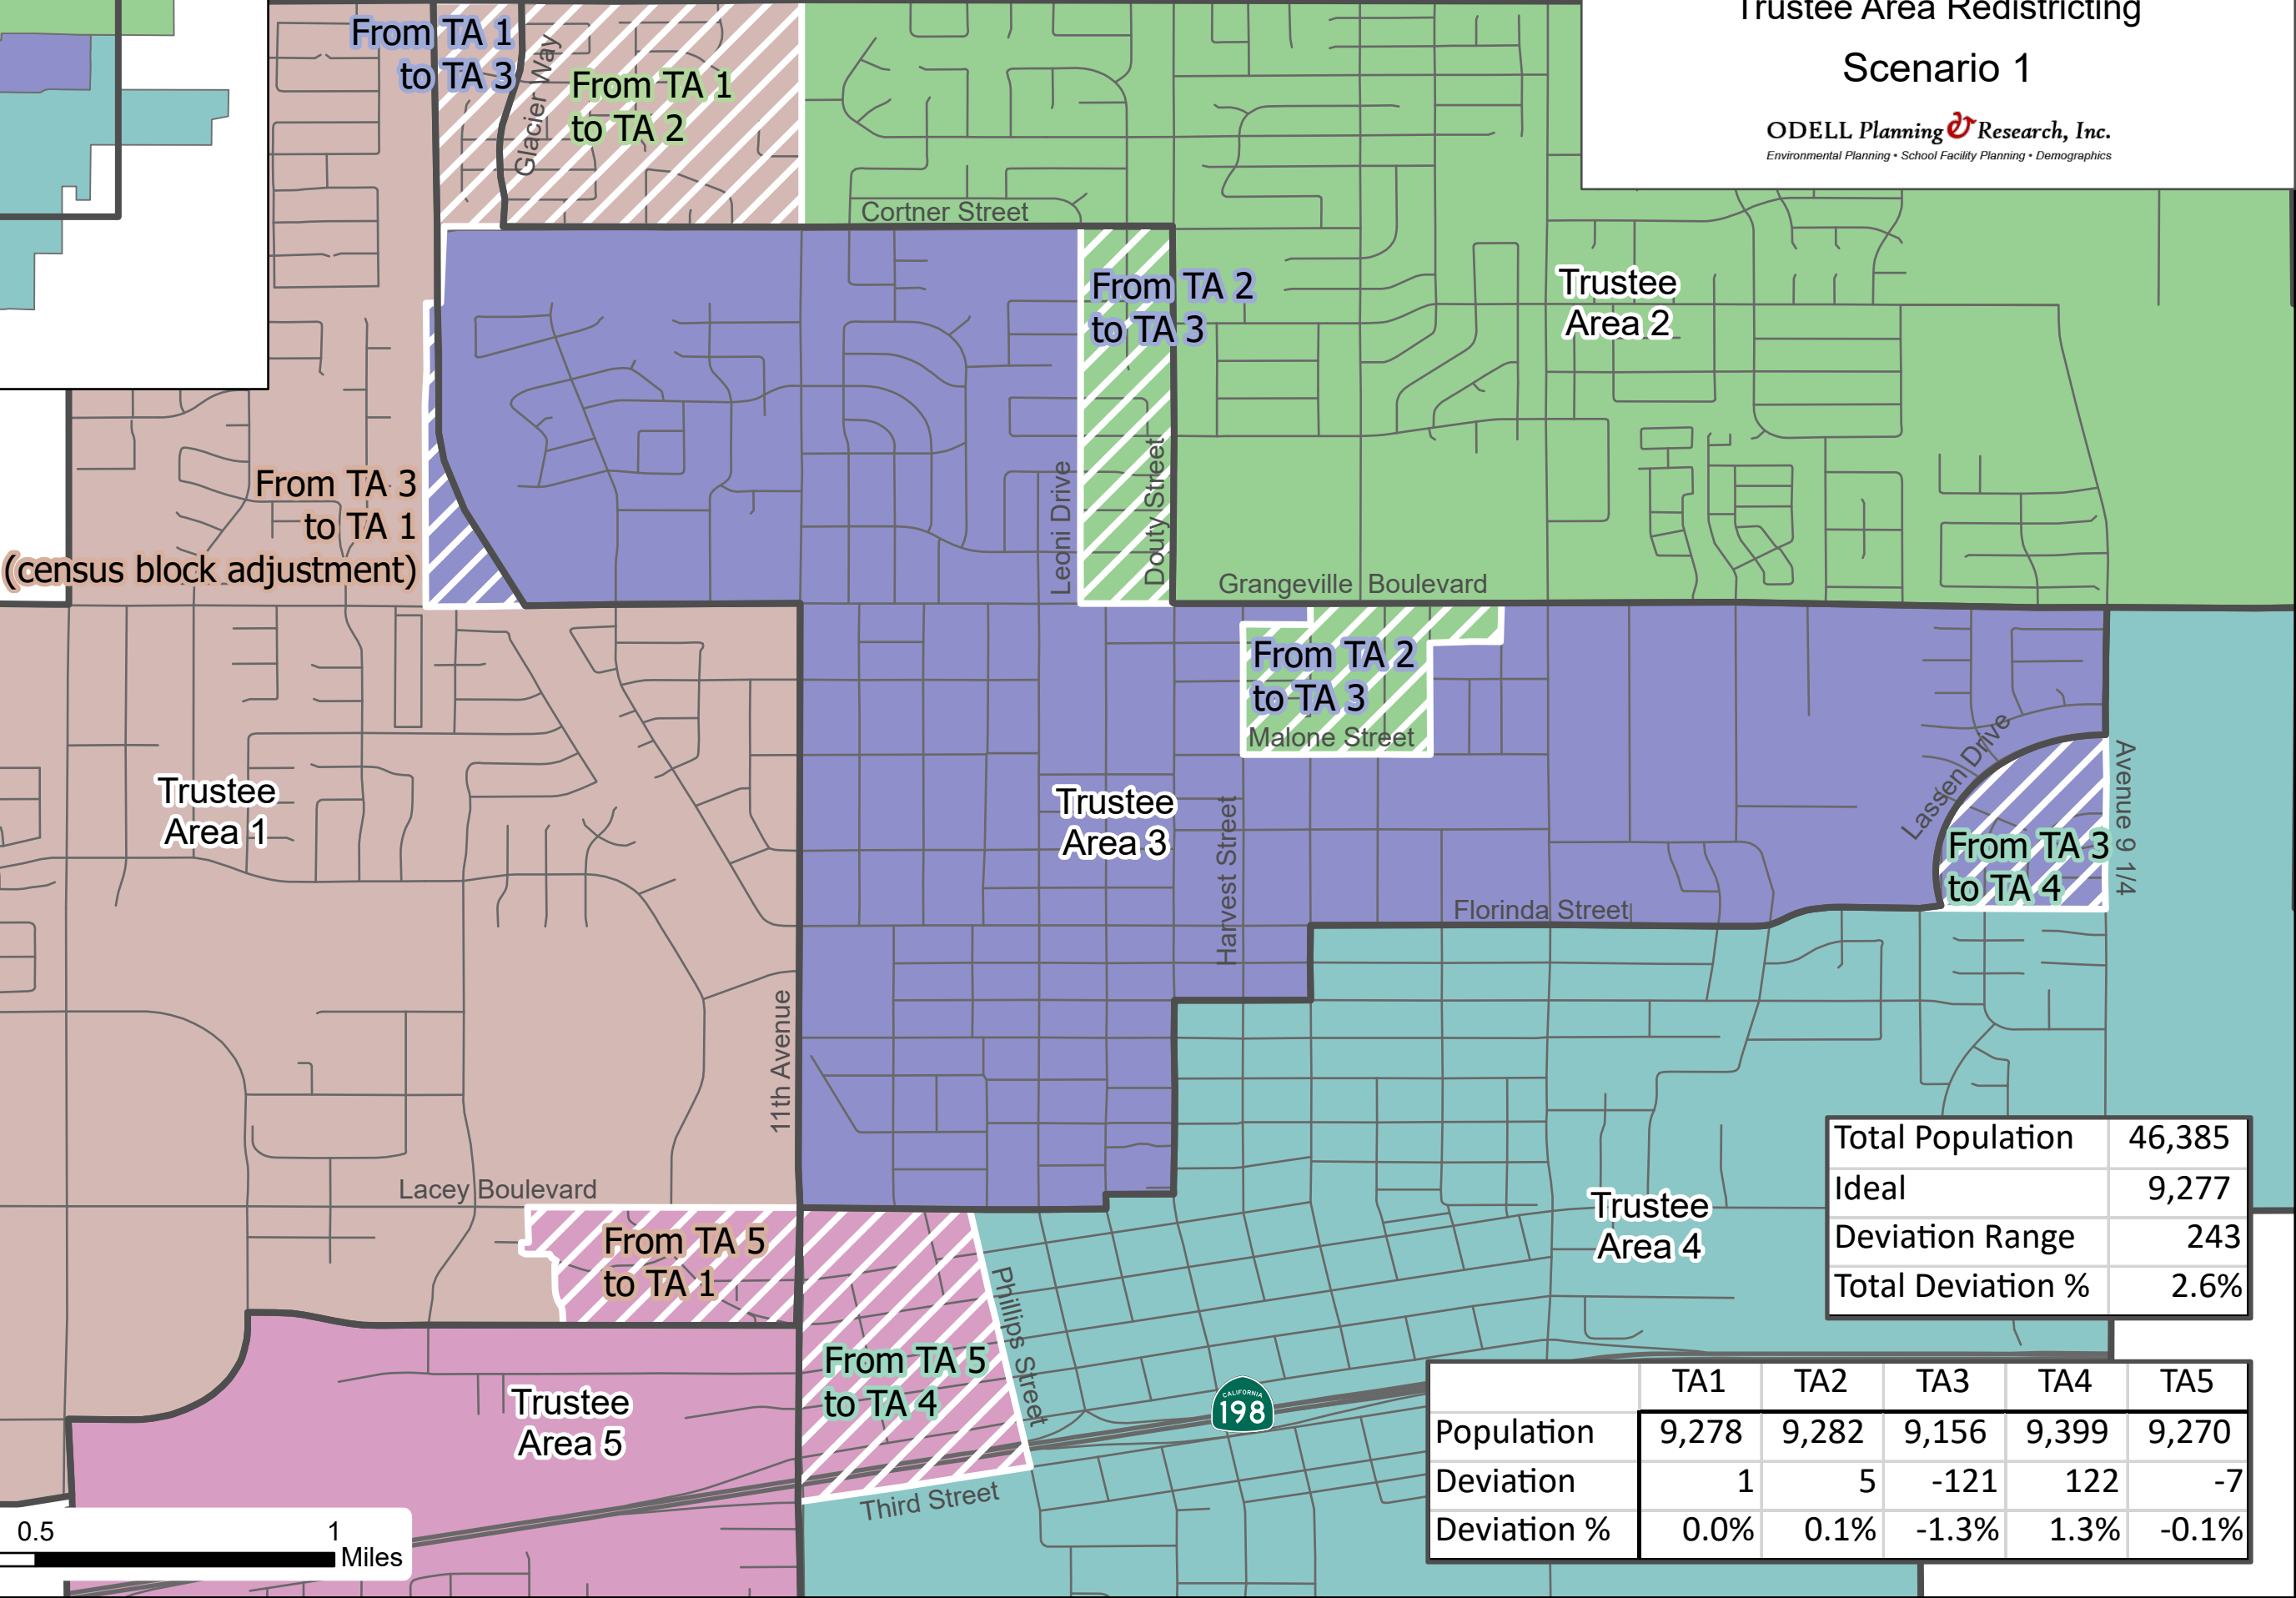 Trustee Area Redistricting
Scenario 1
ODELL Planning & Research, Inc.
Environmental Planning • School Facility Planning • Demographics
From TA 1
to TA 3
Glacier Way
From TA 1
to TA 2
Cortner Street
From TA 2
to TA 3
Trustee
Area 2
From TA 3
to TA 1
(census block adjustment)
Leoni Drive
Douty Street
Grangeville Boulevard
From TA 2
to TA 3
Malone Street
Trustee
Area 1
Trustee
Area 3
Harvest Street
Lassen Drive
Avenue 9 1/4
From TA 3
to TA 4
Florinda Street
11th Avenue
Lacey Boulevard
From TA 5
to TA 1
Trustee
Area 4
Phillips Street
From TA 5
to TA 4
Trustee
Area 5
CALIFORNIA
198
Third Street
Total Population 46,385
Ideal 9,277
Deviation Range 243
Total Deviation % 2.6%
TA1 TA2 TA3 TA4 TA5
Population 9,278 9,282 9,156 9,399 9,270
Deviation 1 5 -121 122 -7
Deviation % 0.0% 0.1% -1.3% 1.3% -0.1%
0.5 1
Miles